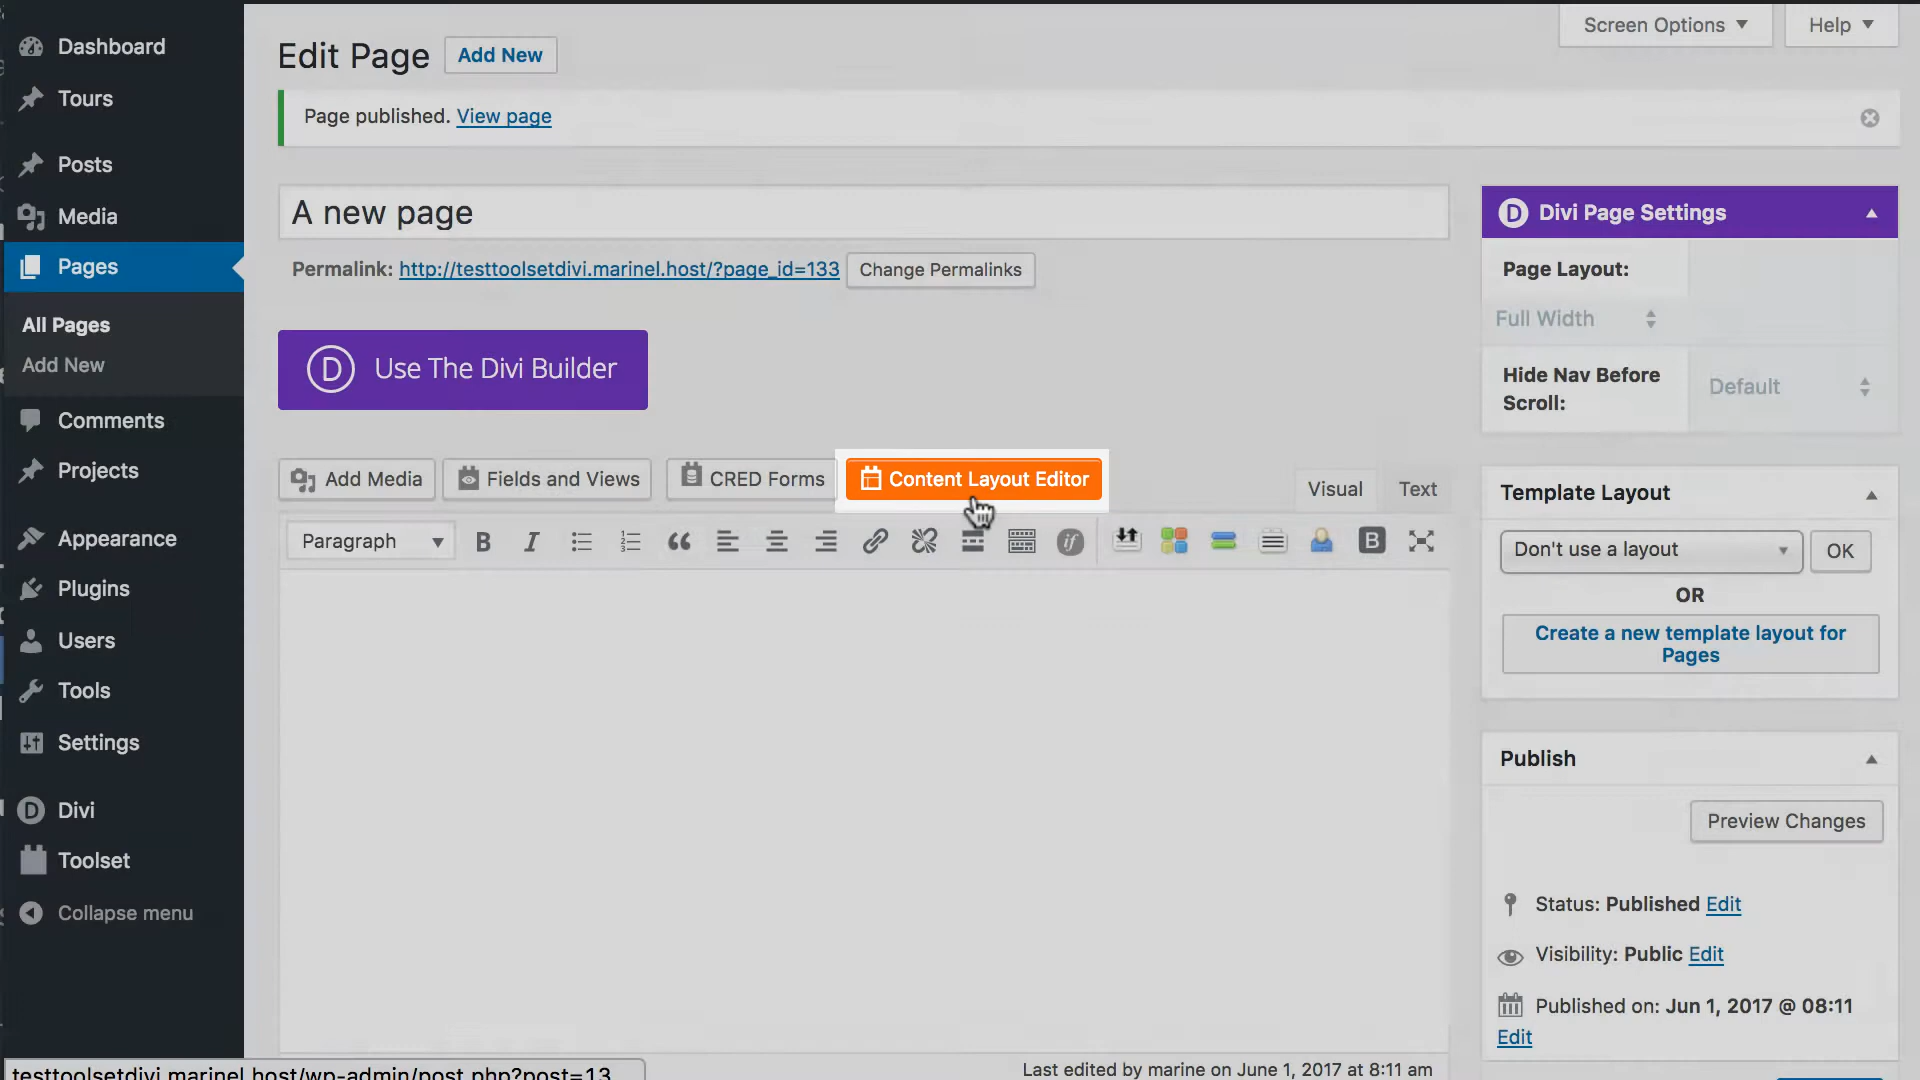 Dashboard
Tours
Posts
Media
Pages
All Pages
Add New
Comments
Projects
Appearance
Plugins
Users
Tools
Settings
Divi
Toolset
Collapse menu
Screen Options
Help
Edit Page
Add New
Page published. View page
A new page
Permalink: http://testtoolsetdivi.marinel.host/?page_id=133
Change Permalinks
D Use The Divi Builder
Add Media
Fields and Views
CRED Forms
Content Layout Editor
Visual
Text
Paragraph
B
I
if
B
Last edited by marine on June 1, 2017 at 8:11 am
D Divi Page Settings
Page Layout:
Full Width
Hide Nav Before
Scroll:
Default
Template Layout
Don't use a layout
OK
OR
Create a new template layout for
Pages
Publish
Preview Changes
Status: Published Edit
Visibility: Public Edit
Published on: Jun 1, 2017 @ 08:11
Edit
testtoolsetdivi.marinel.host/wp-admin/post.php?post=13